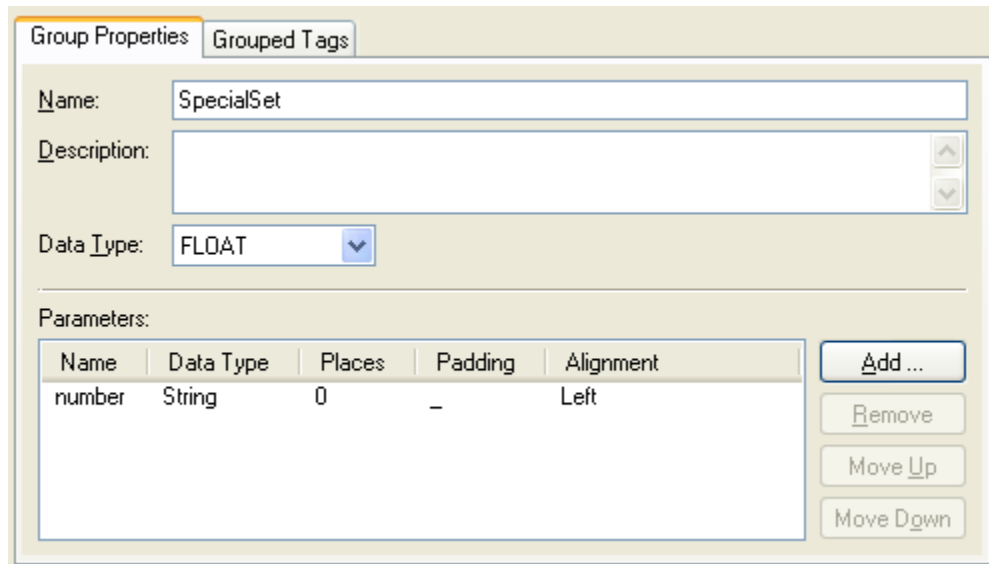 Group Properties Grouped Tags
Name: SpecialSet
Description:
Data Type: FLOAT
Parameters:
Name Data Type Places Padding Alignment Add ...
number String 0 _ Left
Remove
Move Up
Move Down